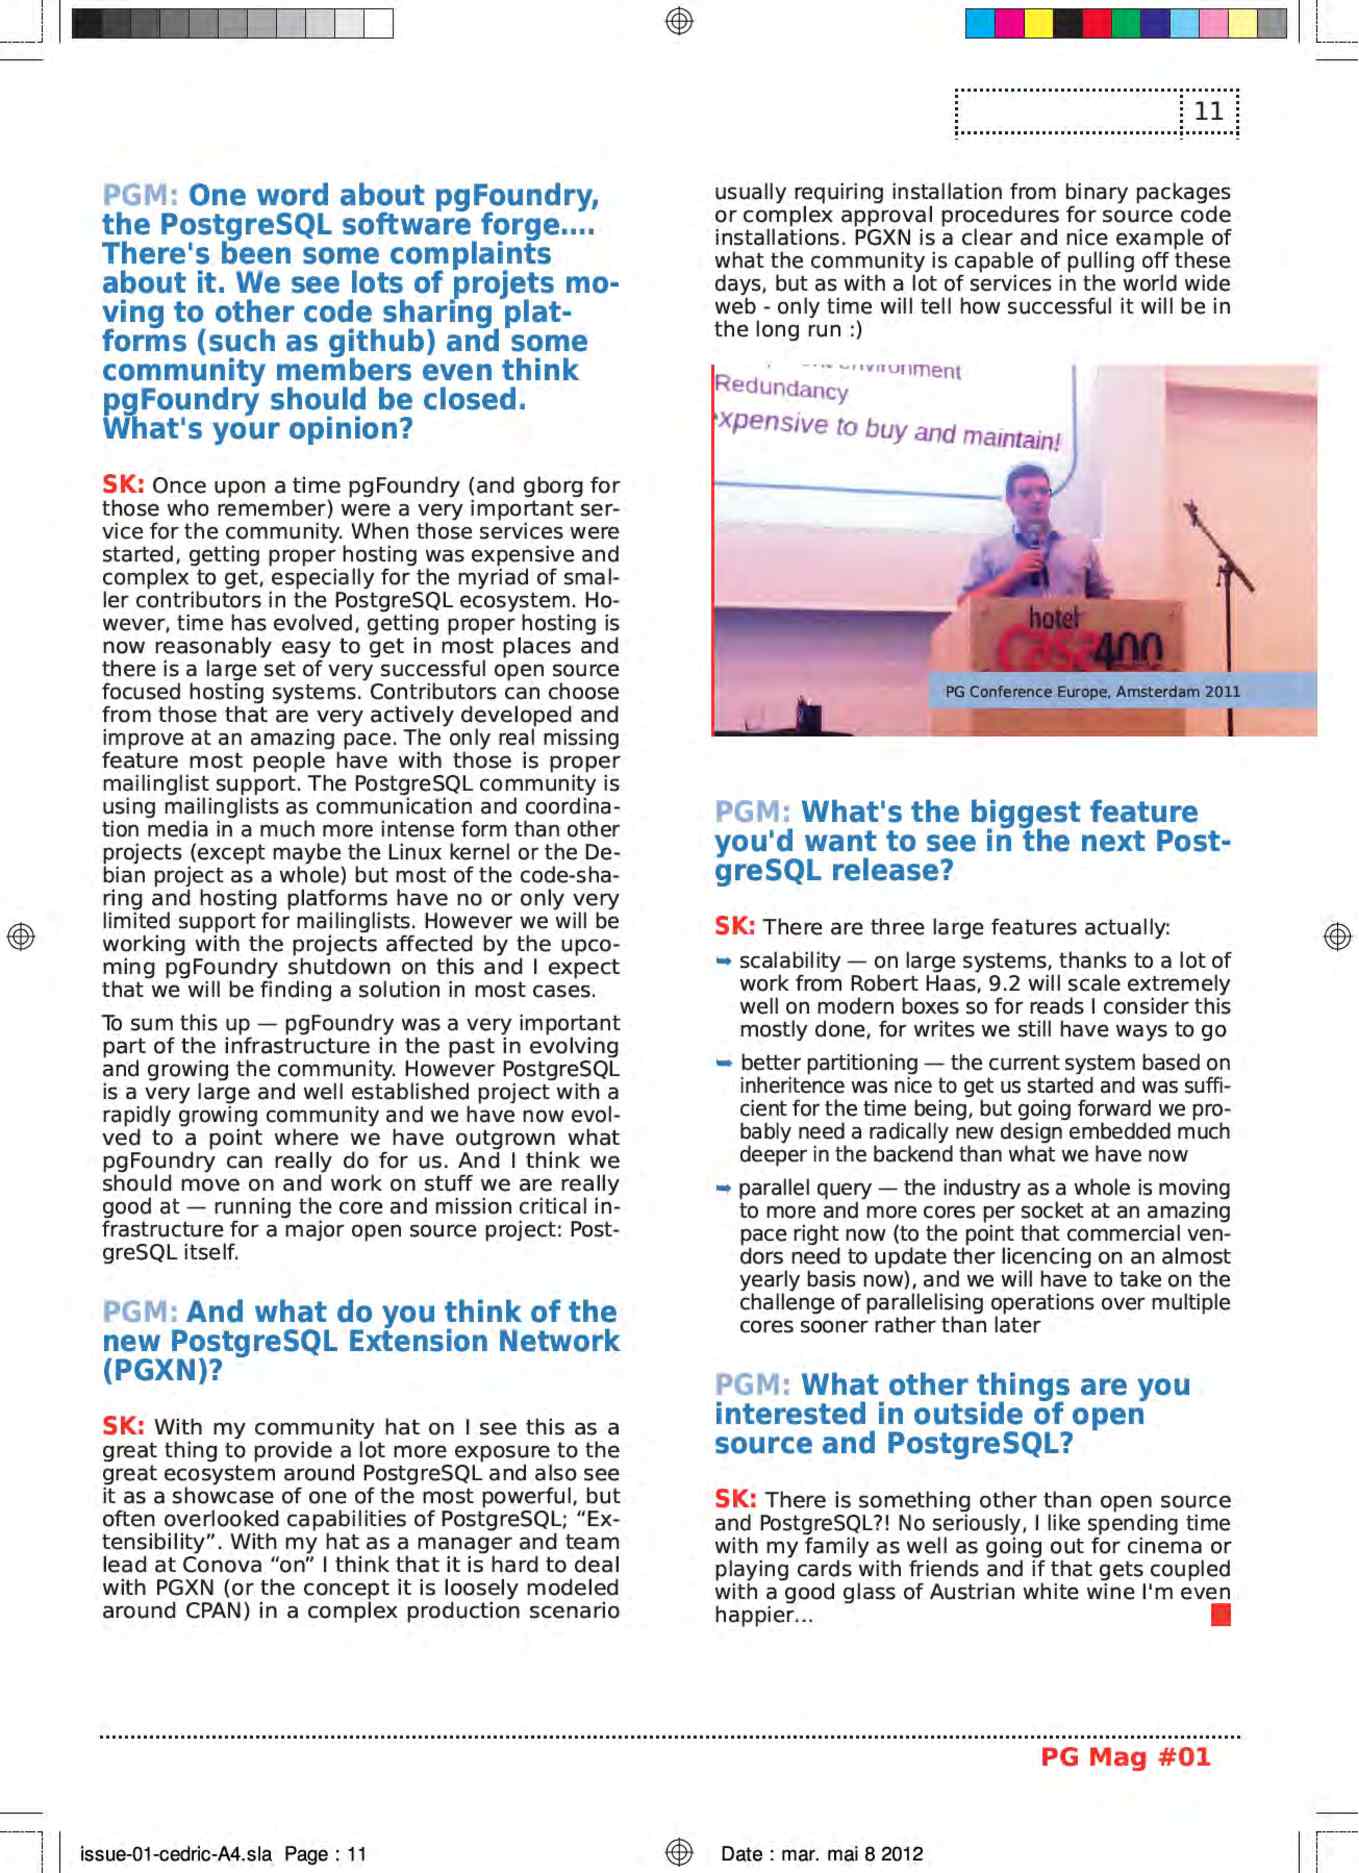 11
PGM: One word about pgFoundry,
the PostgreSQL software forge....
There's been some complaints
about it. We see lots of projets mo-
ving to other code sharing plat-
forms (such as github) and some
community members even think
pgFoundry should be closed.
What's your opinion?
SK: Once upon a time pgFoundry (and gborg for
those who remember) were a very important ser-
vice for the community. When those services were
started, getting proper hosting was expensive and
complex to get, especially for the myriad of smal-
ler contributors in the PostgreSQL ecosystem. Ho-
wever, time has evolved, getting proper hosting is
now reasonably easy to get in most places and
there is a large set of very successful open source
focused hosting systems. Contributors can choose
from those that are very actively developed and
improve at an amazing pace. The only real missing
feature most people have with those is proper
mailinglist support. The PostgreSQL community is
using mailinglists as communication and coordina-
tion media in a much more intense form than other
projects (except maybe the Linux kernel or the De-
bian project as a whole) but most of the code-sha-
ring and hosting platforms have no or only very
limited support for mailinglists. However we will be
working with the projects affected by the upco-
ming pgFoundry shutdown on this and I expect
that we will be finding a solution in most cases.
To sum this up — pgFoundry was a very important
part of the infrastructure in the past in evolving
and growing the community. However PostgreSQL
is a very large and well established project with a
rapidly growing community and we have now evol-
ved to a point where we have outgrown what
pgFoundry can really do for us. And I think we
should move on and work on stuff we are really
good at — running the core and mission critical in-
frastructure for a major open source project: Post-
greSQL itself.
PGM: And what do you think of the
new PostgreSQL Extension Network
(PGXN)?
SK: With my community hat on I see this as a
great thing to provide a lot more exposure to the
great ecosystem around PostgreSQL and also see
it as a showcase of one of the most powerful, but
often overlooked capabilities of PostgreSQL; “Ex-
tensibility”. With my hat as a manager and team
lead at Conova “on” I think that it is hard to deal
with PGXN (or the concept it is loosely modeled
around CPAN) in a complex production scenario
usually requiring installation from binary packages
or complex approval procedures for source code
installations. PGXN is a clear and nice example of
what the community is capable of pulling off these
days, but as with a lot of services in the world wide
web - only time will tell how successful it will be in
the long run :)
Redundancy
xpensive to buy and maintain!
hotel
Casa400
PG Conference Europe, Amsterdam 2011
PGM: What's the biggest feature
you'd want to see in the next Post-
greSQL release?
SK: There are three large features actually:
➥ scalability — on large systems, thanks to a lot of
work from Robert Haas, 9.2 will scale extremely
well on modern boxes so for reads I consider this
mostly done, for writes we still have ways to go
➥ better partitioning — the current system based on
inheritence was nice to get us started and was suffi-
cient for the time being, but going forward we pro-
bably need a radically new design embedded much
deeper in the backend than what we have now
➥ parallel query — the industry as a whole is moving
to more and more cores per socket at an amazing
pace right now (to the point that commercial ven-
dors need to update ther licencing on an almost
yearly basis now), and we will have to take on the
challenge of parallelising operations over multiple
cores sooner rather than later
PGM: What other things are you
interested in outside of open
source and PostgreSQL?
SK: There is something other than open source
and PostgreSQL?! No seriously, I like spending time
with my family as well as going out for cinema or
playing cards with friends and if that gets coupled
with a good glass of Austrian white wine I'm even
happier...
PG Mag #01
issue-01-cedric-A4.sla Page : 11
Date : mar. mai 8 2012